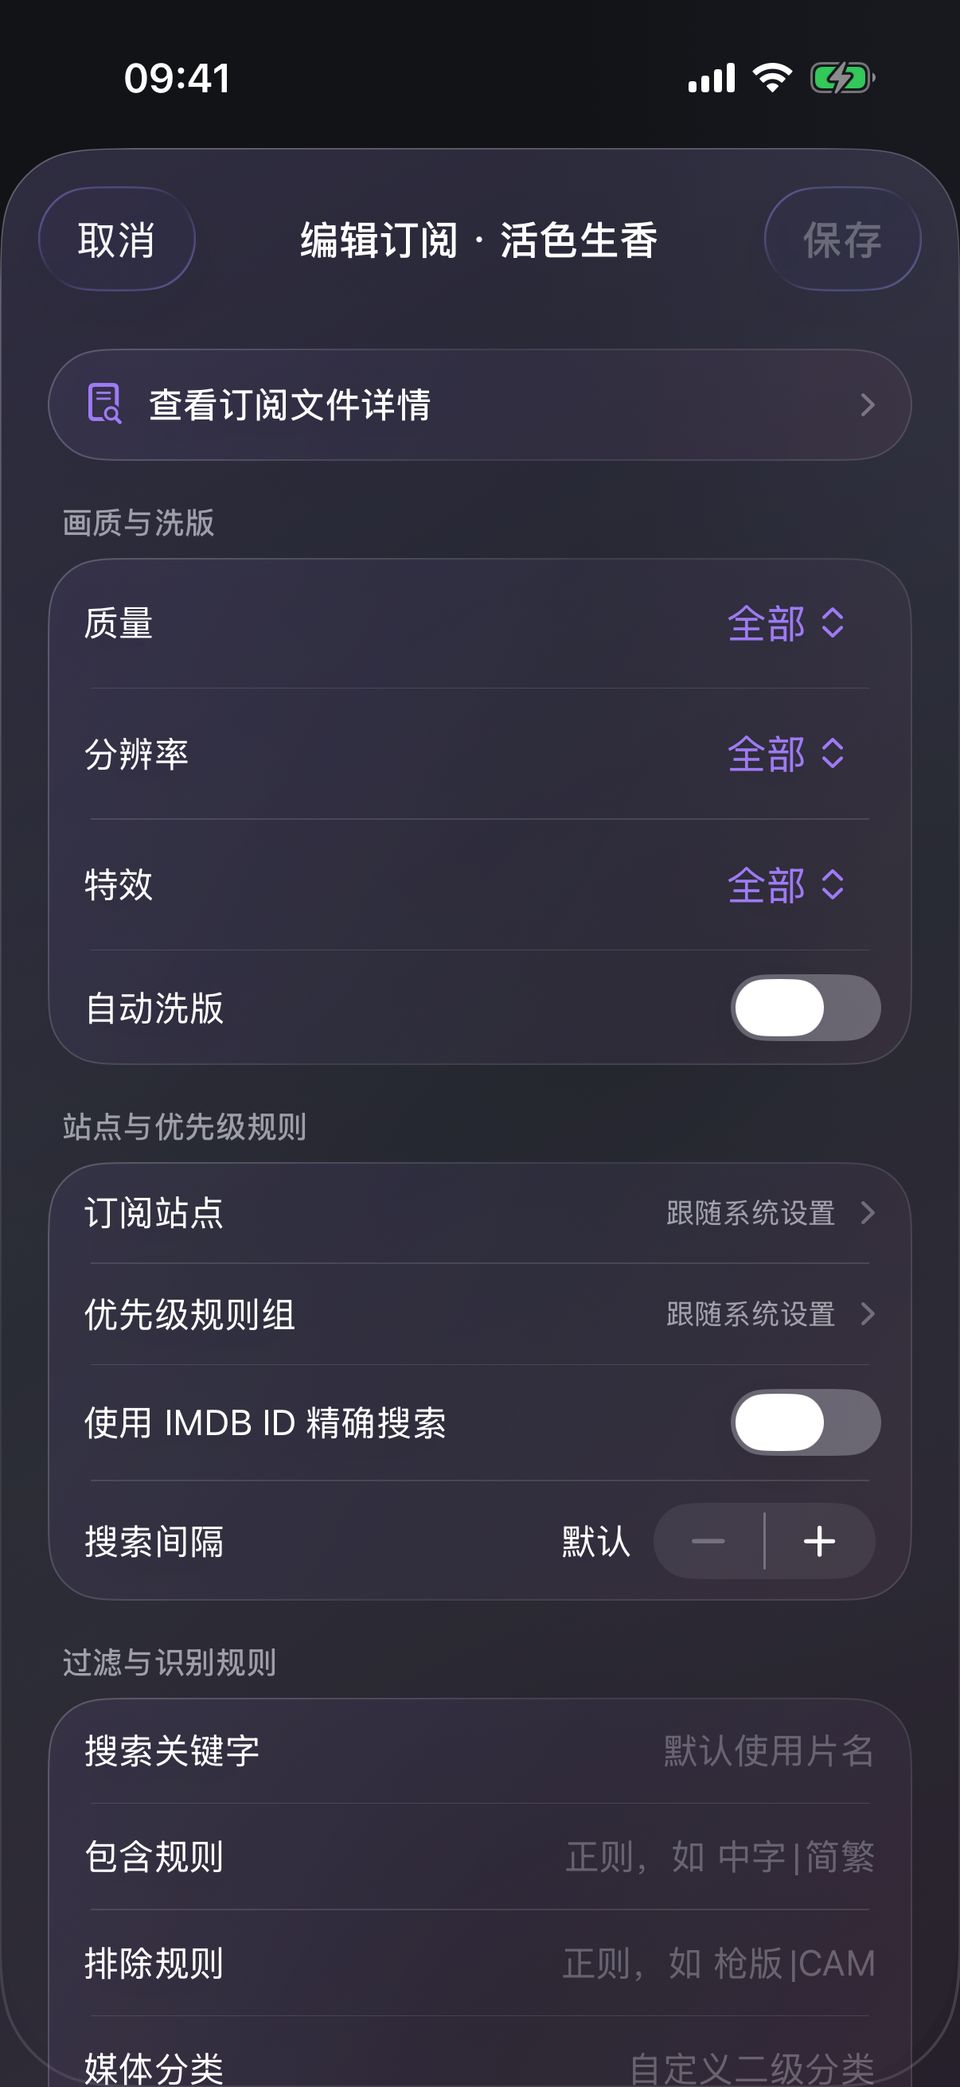 09:41
取消
编辑订阅 · 活色生香
保存
查看订阅文件详情
画质与洗版
质量 全部
分辨率 全部
特效 全部
自动洗版
站点与优先级规则
订阅站点 跟随系统设置
优先级规则组 跟随系统设置
使用 IMDB ID 精确搜索
搜索间隔 默认
过滤与识别规则
搜索关键字 默认使用片名
包含规则 正则，如 中字|简繁
排除规则 正则，如 枪版|CAM
媒体分类 自定义二级分类